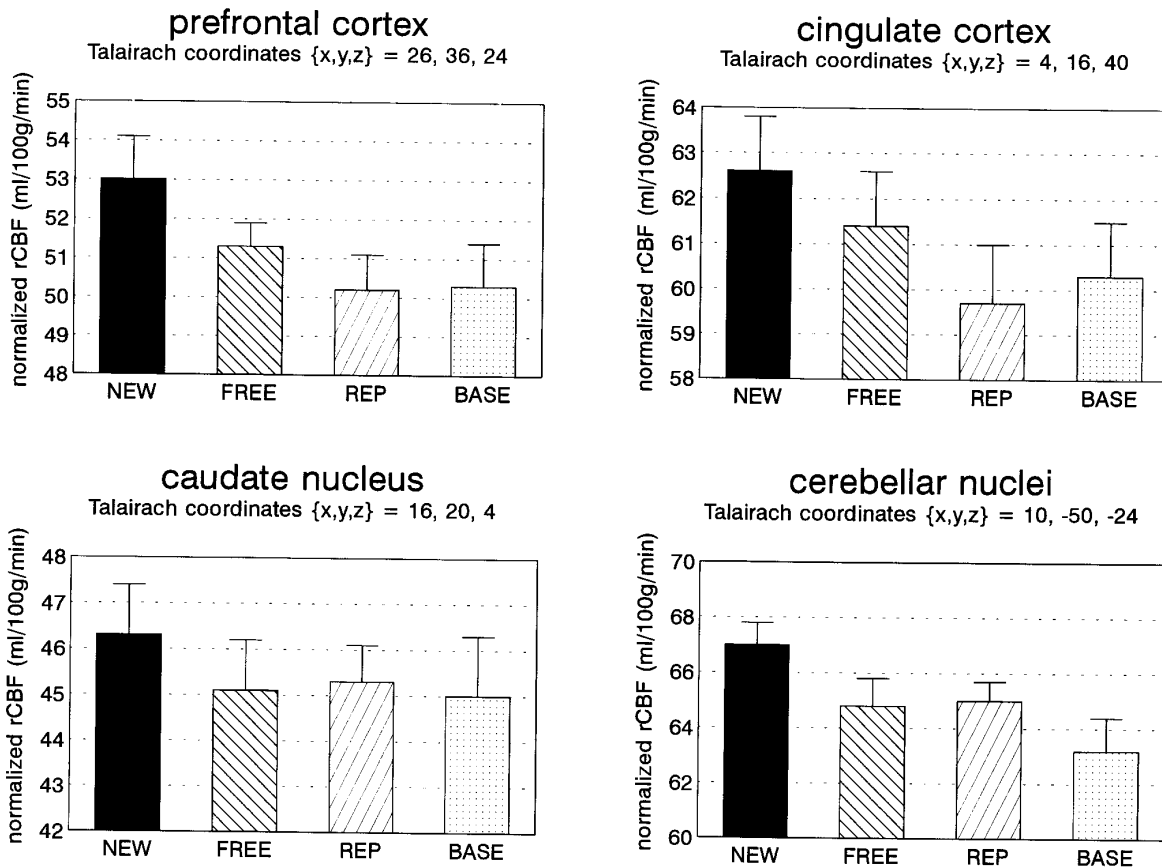 prefrontal cortex
Talairach coordinates {x,y,z} = 26, 36, 24
normalized rCBF (ml/100g/min)
55
54
53
52
51
50
49
48
NEW FREE REP BASE
cingulate cortex
Talairach coordinates {x,y,z} = 4, 16, 40
normalized rCBF (ml/100g/min)
64
63
62
61
60
59
58
NEW FREE REP BASE
caudate nucleus
Talairach coordinates {x,y,z} = 16, 20, 4
normalized rCBF (ml/100g/min)
48
47
46
45
44
43
42
NEW FREE REP BASE
cerebellar nuclei
Talairach coordinates {x,y,z} = 10, -50, -24
normalized rCBF (ml/100g/min)
70
68
66
64
62
60
NEW FREE REP BASE